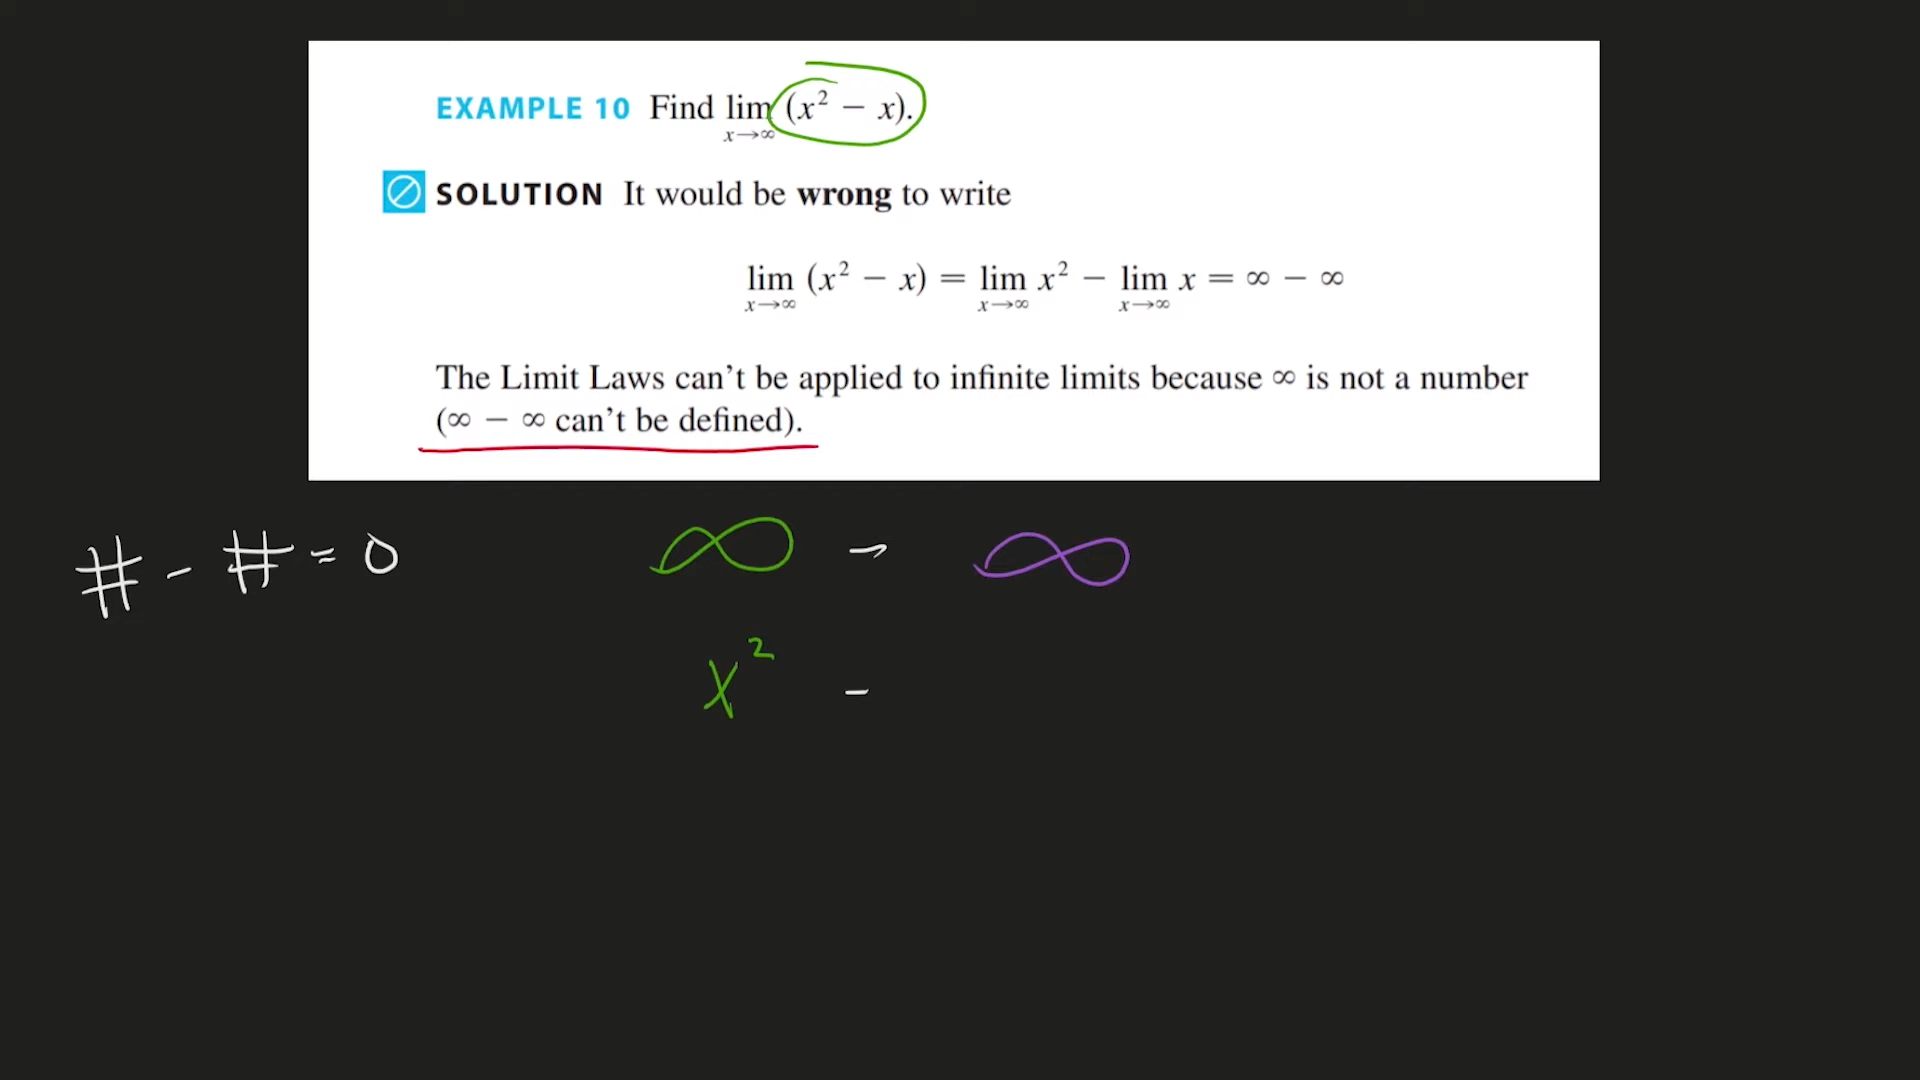 EXAMPLE 10 Find lim (x² − x).
x→∞
SOLUTION It would be wrong to write
lim (x² − x) = lim x² − lim x = ∞ − ∞
x→∞ x→∞ x→∞
The Limit Laws can’t be applied to infinite limits because ∞ is not a number
(∞ − ∞ can’t be defined).
# - # = 0
∞ - ∞
x² -